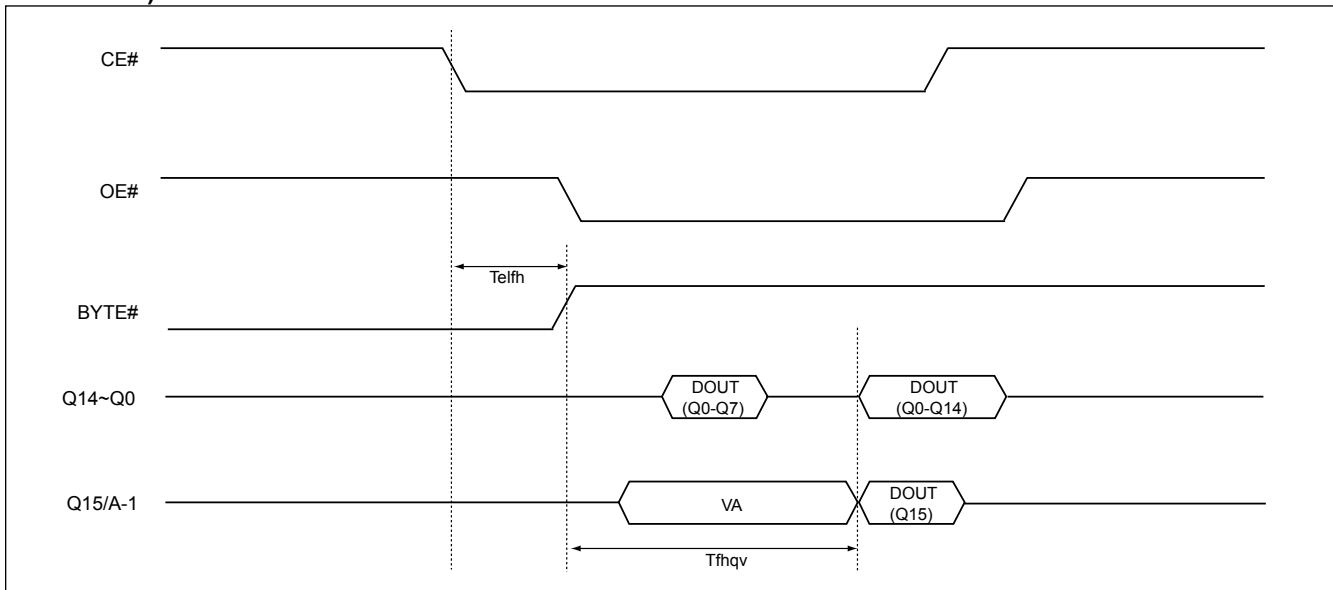 CE#
OE#
Telfh
BYTE#
DOUT
(Q0-Q7)
DOUT
(Q0-Q14)
Q14~Q0
Q15/A-1
VA
DOUT
(Q15)
Tfhqv